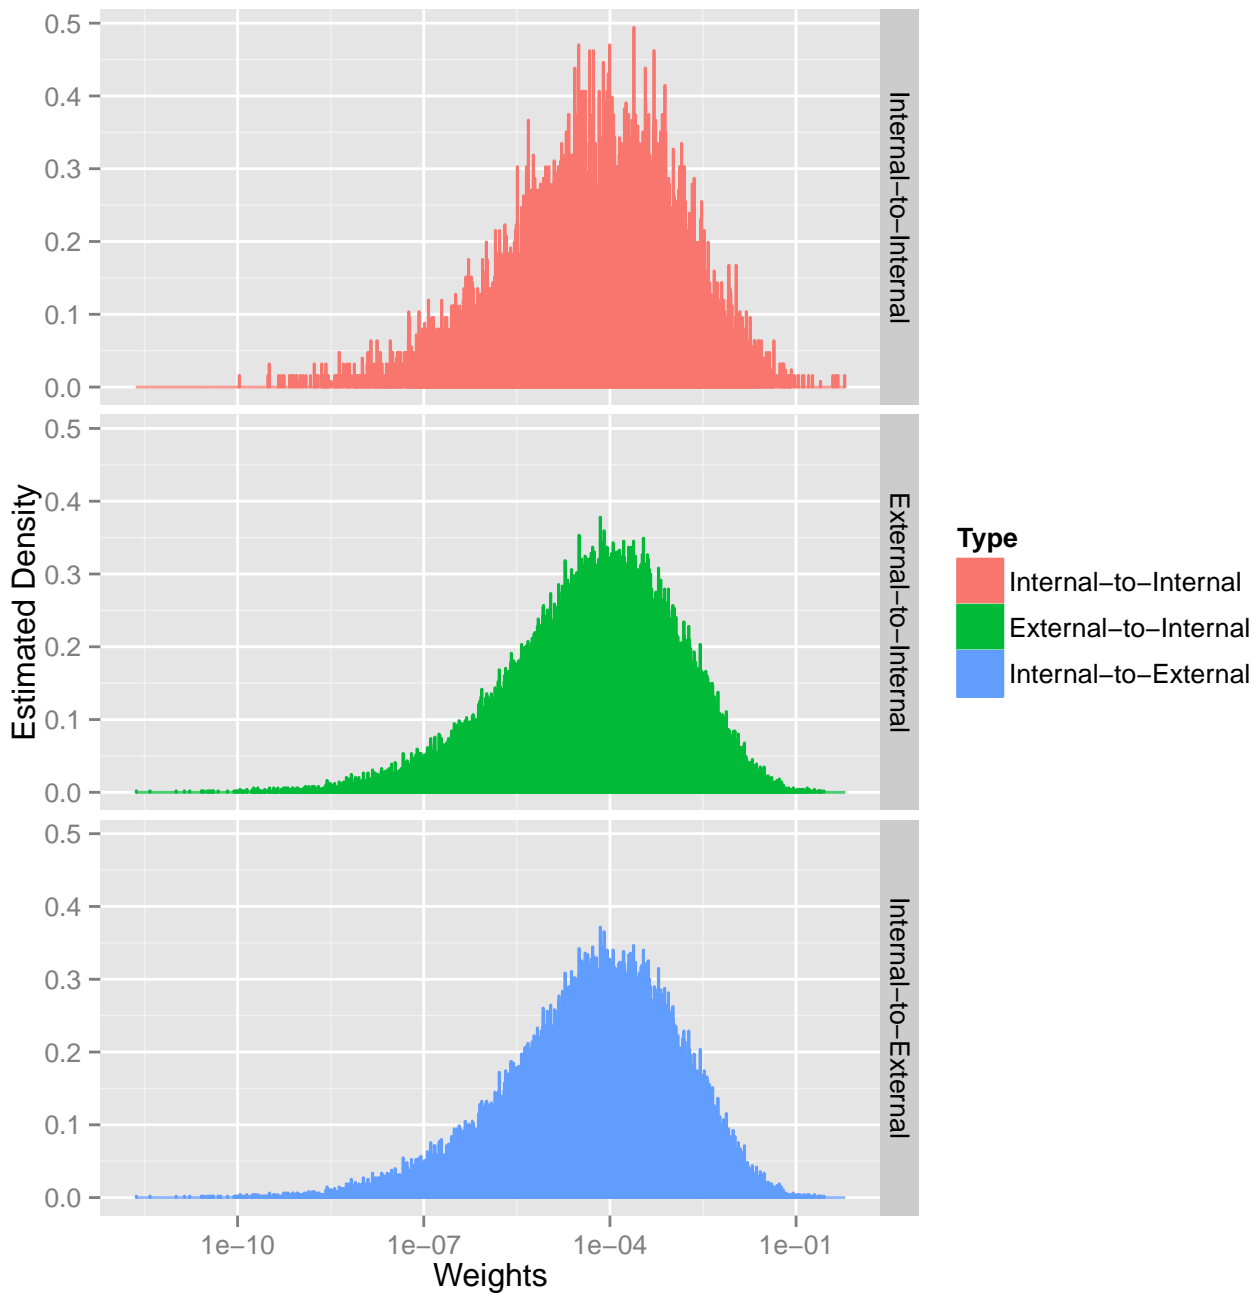 0.5
0.4
0.3
0.2
0.1
0.0
Internal−to−Internal
0.5
0.4
0.3
0.2
0.1
0.0
External−to−Internal
0.5
0.4
0.3
0.2
0.1
0.0
Internal−to−External
1e−10 1e−07 1e−04 1e−01
Weights
Estimated Density
Type
Internal−to−Internal
External−to−Internal
Internal−to−External